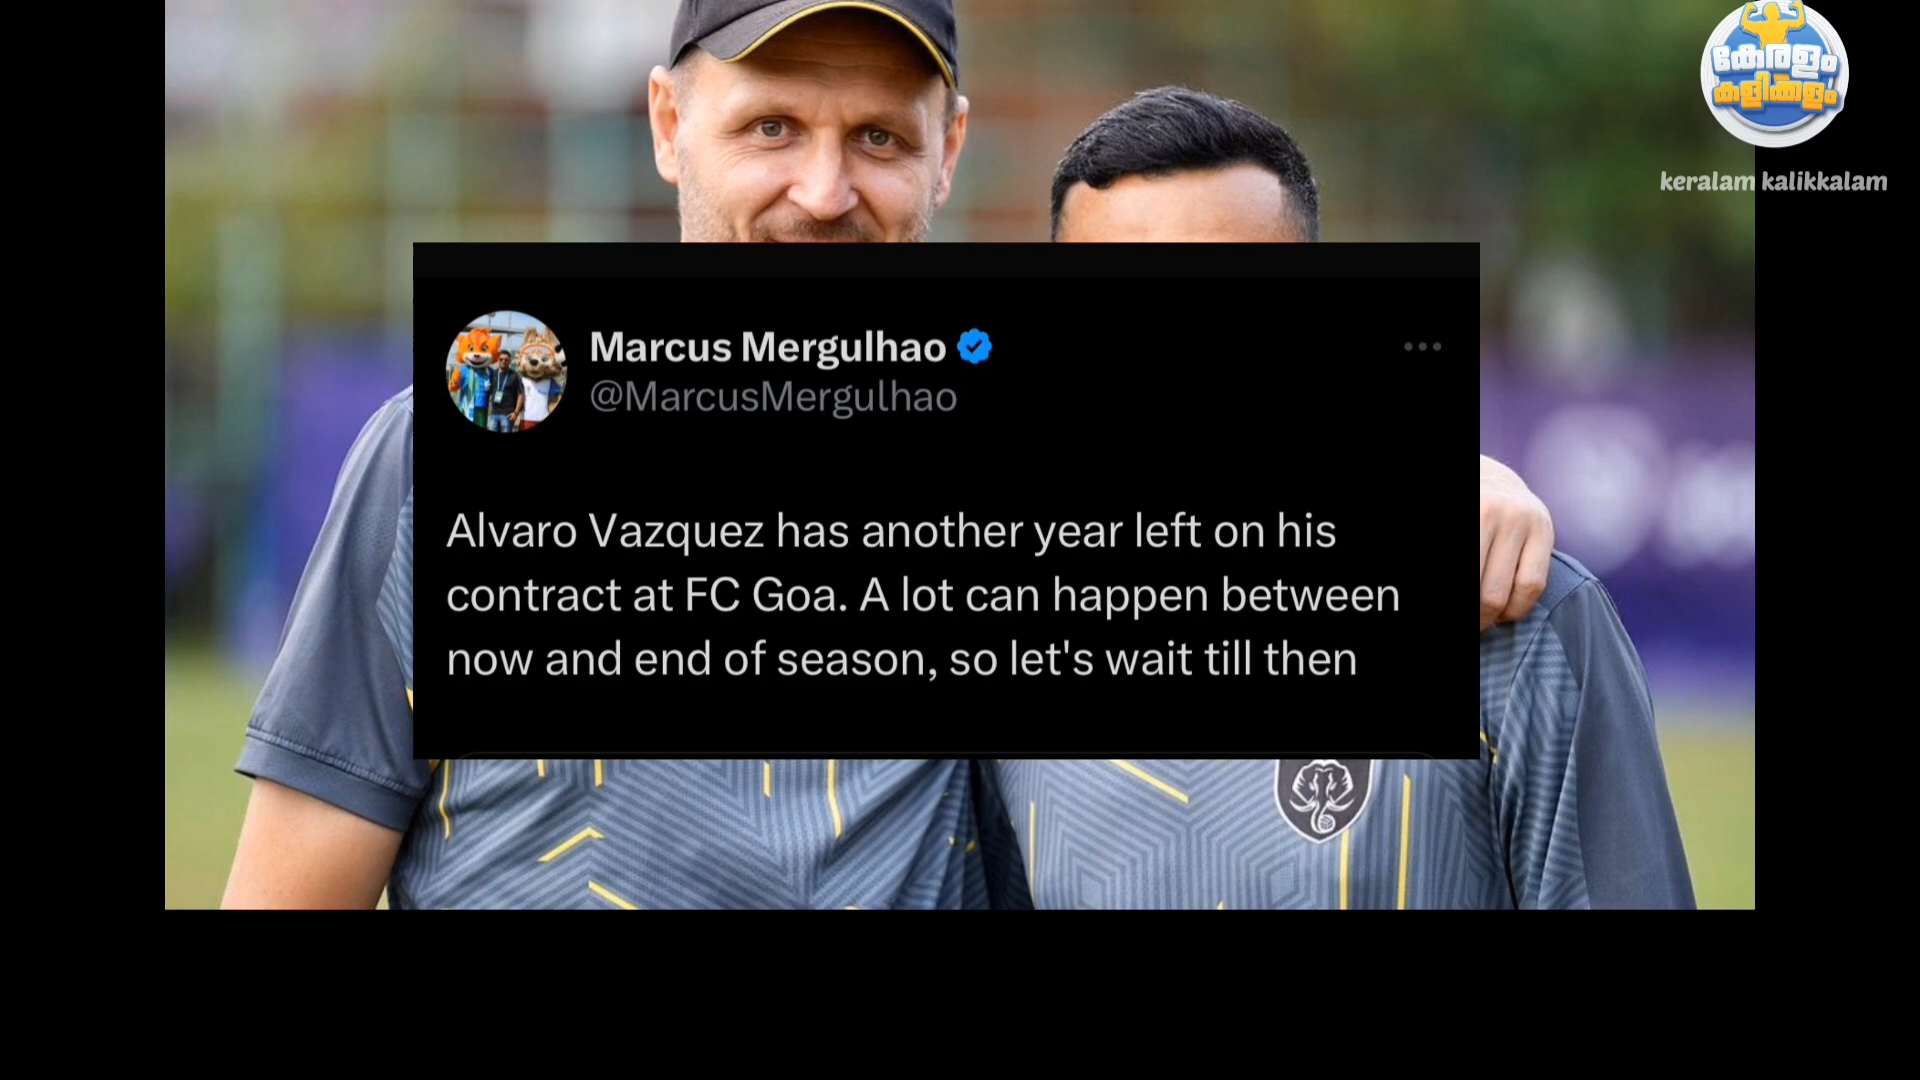 കേരളം
കളിക്കളം
keralam kalikkalam
Marcus Mergulhao
@MarcusMergulhao
Alvaro Vazquez has another year left on his
contract at FC Goa. A lot can happen between
now and end of season, so let's wait till then